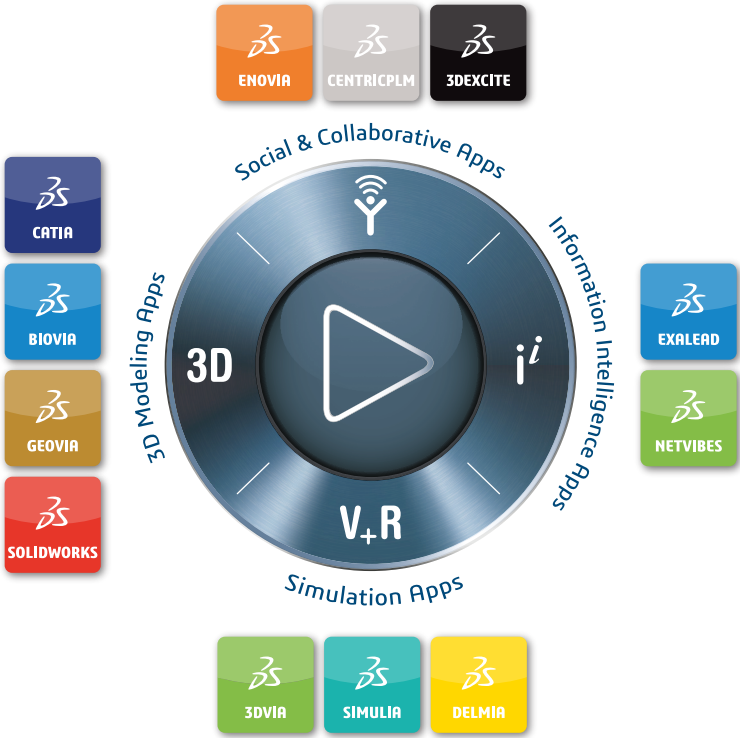 ENOVIA
CENTRICPLM
3DEXCITE
Social & Collaborative Apps
CATIA
BIOVIA
GEOVIA
SOLIDWORKS
3D Modeling Apps
3D
i i
V+R
Information Intelligence Apps
EXALEAD
NETVIBES
Simulation Apps
3DVIA
SIMULIA
DELMIA